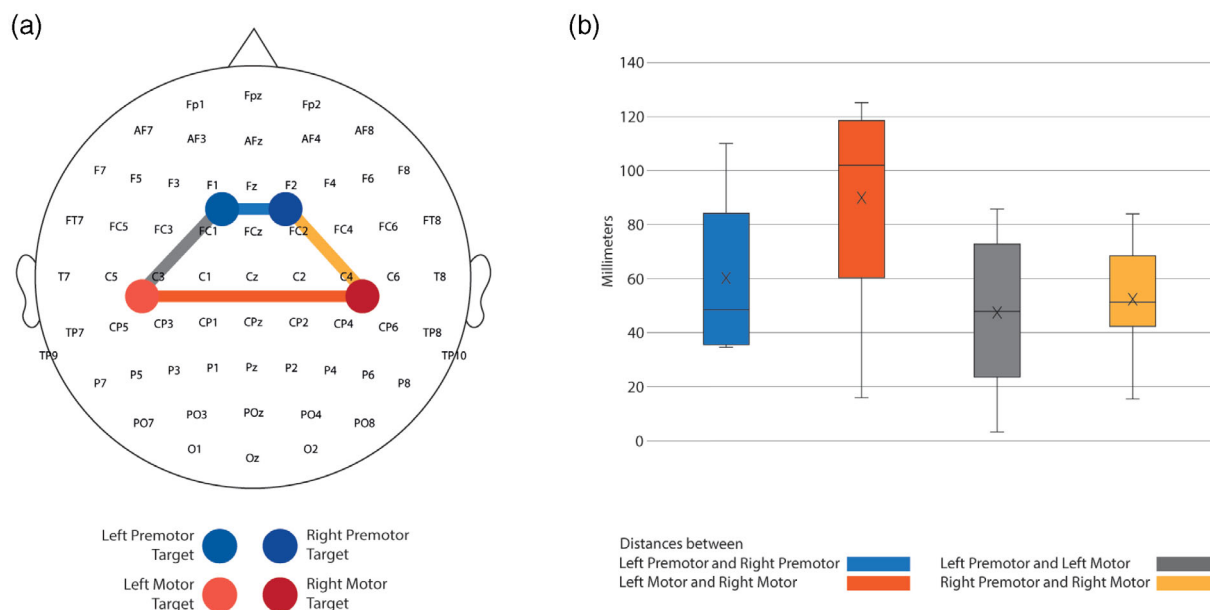 (a)
Fp1 Fpz Fp2
AF7 AF3 AFz AF4 AF8
F7 F5 F3 F1 Fz F2 F4 F6 F8
FT7 FC5 FC3 FC1 FCz FC2 FC4 FC6 FT8
T7 C5 C3 C1 Cz C2 C4 C6 T8
TP7 CP5 CP3 CP1 CPz CP2 CP4 CP6 TP8
TP9 TP10
P7 P5 P3 P1 Pz P2 P4 P6 P8
PO7 PO3 POz PO4 PO8
O1 Oz O2
Left Premotor
Target
Right Premotor
Target
Left Motor
Target
Right Motor
Target
(b)
Millimeters
140
120
100
80
60
40
20
0
Distances between
Left Premotor and Right Premotor
Left Motor and Right Motor
Left Premotor and Left Motor
Right Premotor and Right Motor